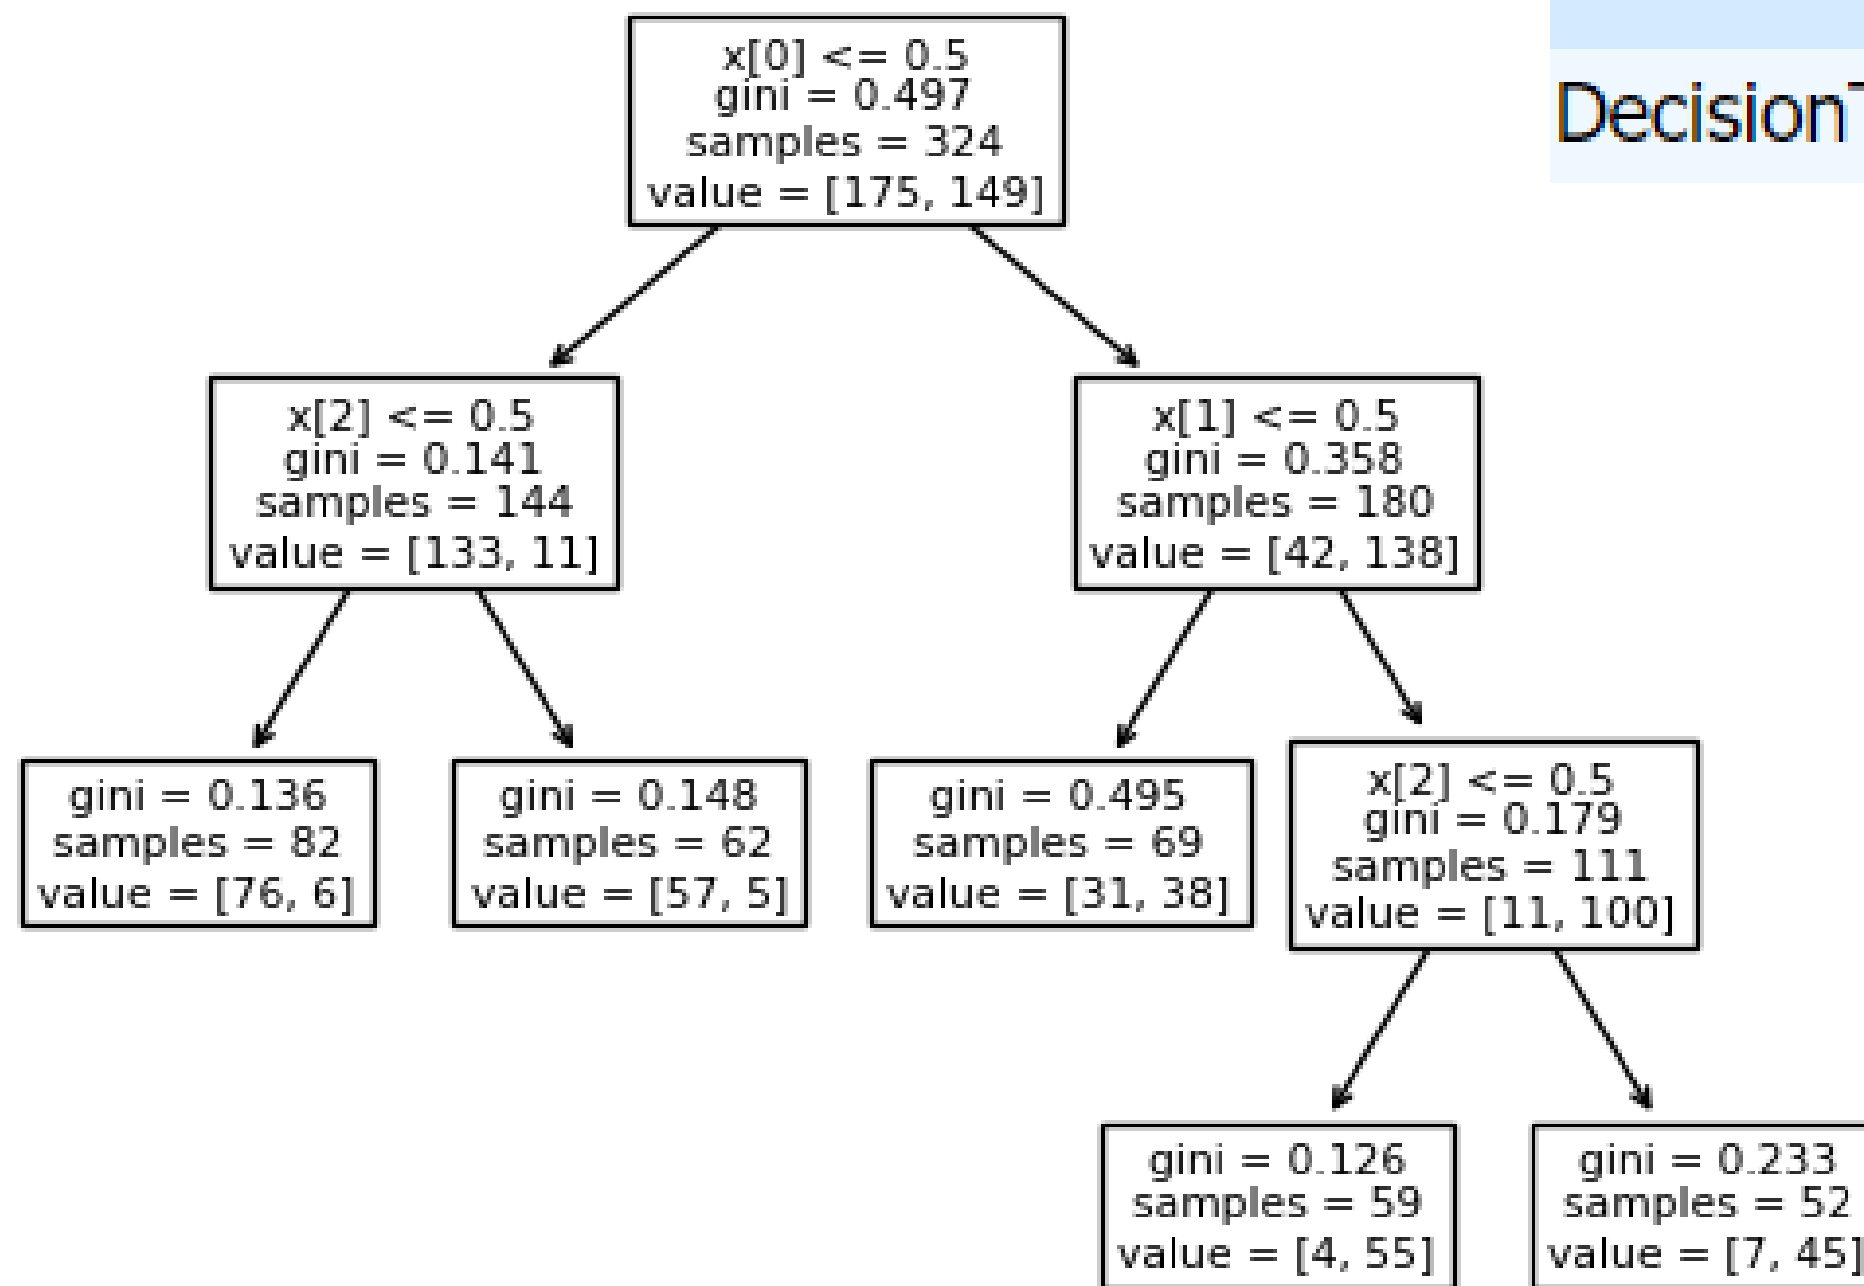 x[0] <= 0.5
gini = 0.497
samples = 324
value = [175, 149]
DecisionT
x[2] <= 0.5
gini = 0.141
samples = 144
value = [133, 11]
x[1] <= 0.5
gini = 0.358
samples = 180
value = [42, 138]
gini = 0.136
samples = 82
value = [76, 6]
gini = 0.148
samples = 62
value = [57, 5]
gini = 0.495
samples = 69
value = [31, 38]
x[2] <= 0.5
gini = 0.179
samples = 111
value = [11, 100]
gini = 0.126
samples = 59
value = [4, 55]
gini = 0.233
samples = 52
value = [7, 45]